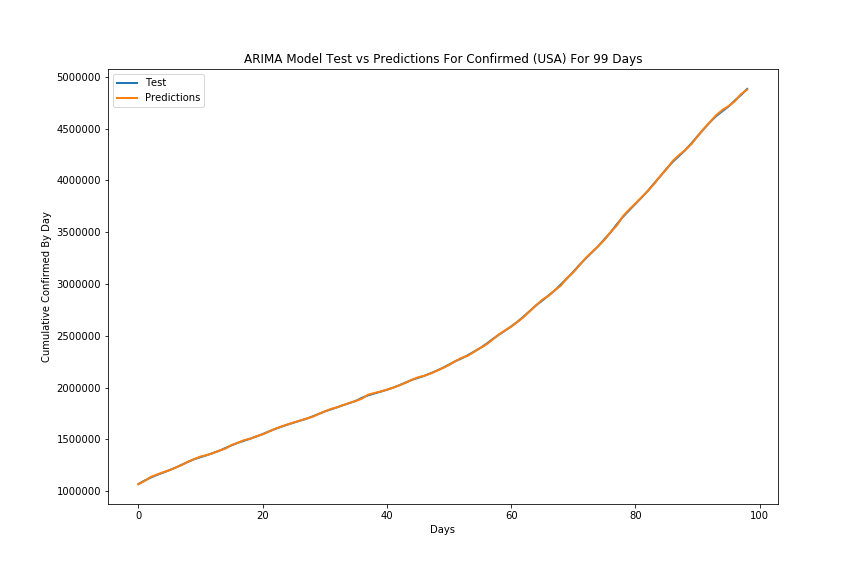 ARIMA Model Test vs Predictions For Confirmed (USA) For 99 Days
Test
Predictions
5000000
4500000
4000000
3500000
3000000
2500000
2000000
1500000
1000000
Cumulative Confirmed By Day
0 20 40 60 80 100
Days